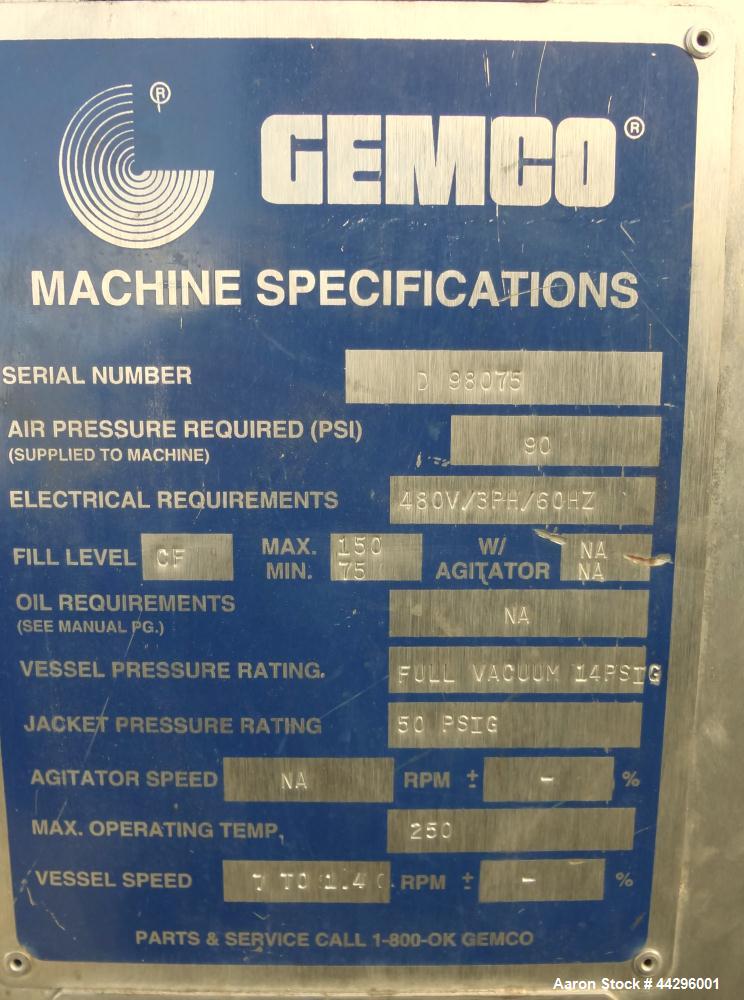 ®
GEMCO®
MACHINE SPECIFICATIONS
SERIAL NUMBER D 98075
AIR PRESSURE REQUIRED (PSI) 90
(SUPPLIED TO MACHINE)
ELECTRICAL REQUIREMENTS 480V/3PH/60HZ
FILL LEVEL CF MAX. 150 W/ NA
MIN. 75 AGITATOR NA
OIL REQUIREMENTS NA
(SEE MANUAL PG.)
VESSEL PRESSURE RATING. FULL VACUUM 14PSIG
JACKET PRESSURE RATING 50 PSIG
AGITATOR SPEED NA RPM ± - %
MAX. OPERATING TEMP. 250
VESSEL SPEED TO RPM ± - %
PARTS & SERVICE CALL 1-800-OK GEMCO
Aaron Stock # 44296001